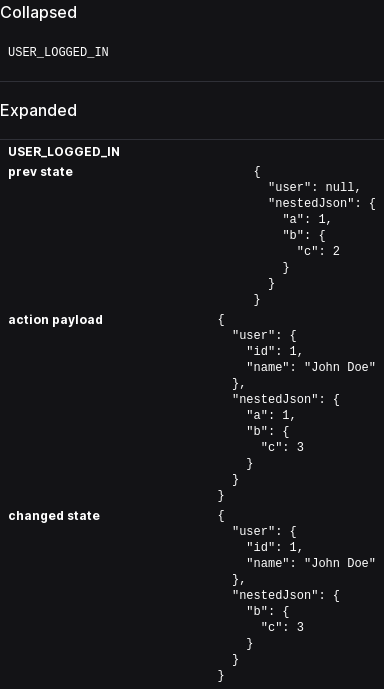 Collapsed
USER_LOGGED_IN
Expanded
USER_LOGGED_IN
prev state {
"user": null,
"nestedJson": {
"a": 1,
"b": {
"c": 2
}
}
}
action payload {
"user": {
"id": 1,
"name": "John Doe"
},
"nestedJson": {
"a": 1,
"b": {
"c": 3
}
}
}
changed state {
"user": {
"id": 1,
"name": "John Doe"
},
"nestedJson": {
"b": {
"c": 3
}
}
}